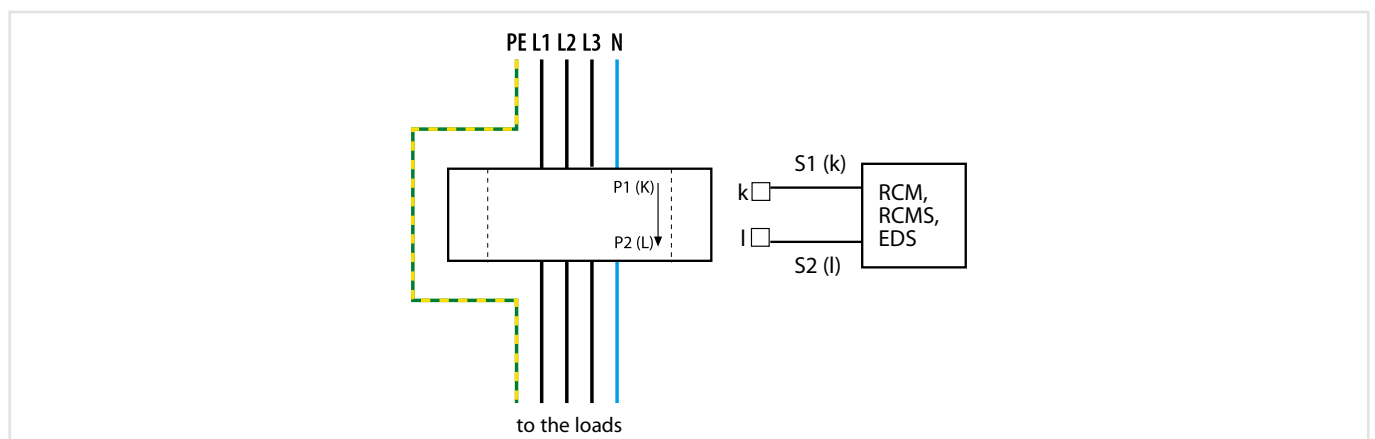 PE L1 L2 L3 N
P1 (K)
P2 (L)
k
l
S1 (k)
S2 (l)
RCM,
RCMS,
EDS
to the loads